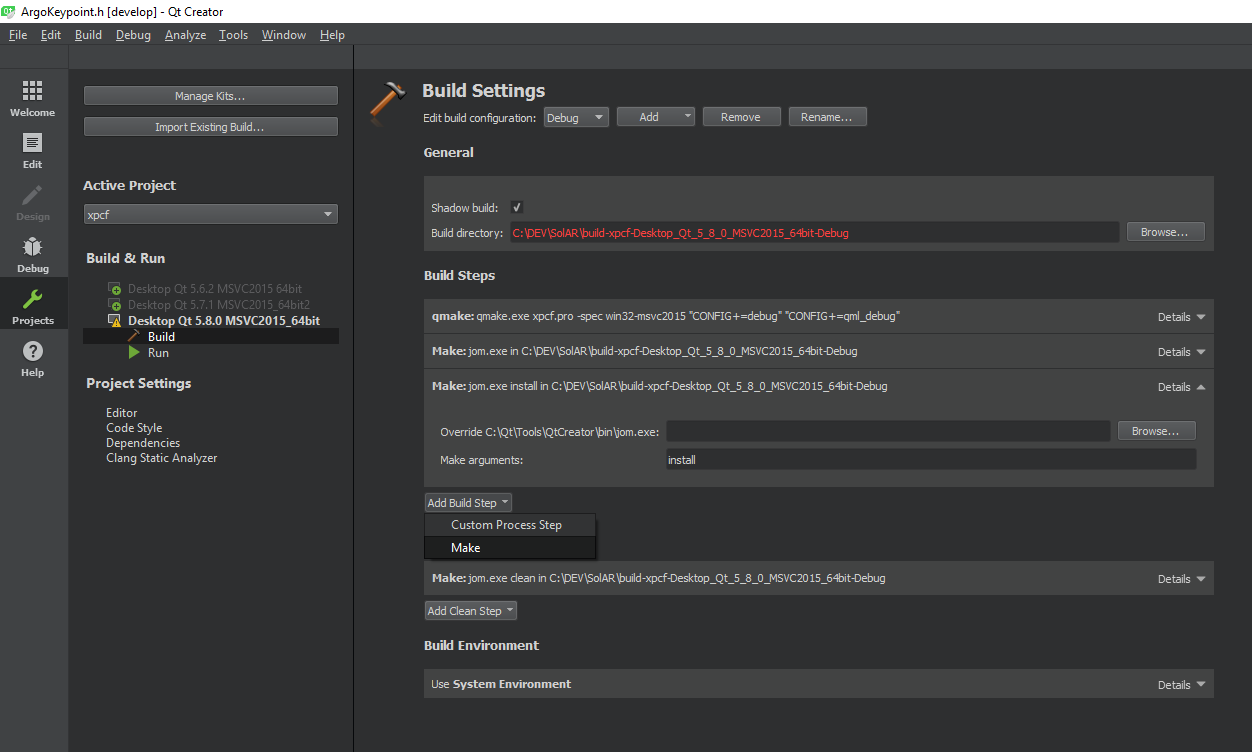 ArgoKeypoint.h [develop] - Qt Creator
File Edit Build Debug Analyze Tools Window Help
Welcome
Edit
Design
Debug
Projects
Help
Manage Kits...
Import Existing Build...
Active Project
xpcf
Build & Run
Desktop Qt 5.6.2 MSVC2015 64bit
Desktop Qt 5.7.1 MSVC2015_64bit2
Desktop Qt 5.8.0 MSVC2015_64bit
Build
Run
Project Settings
Editor
Code Style
Dependencies
Clang Static Analyzer
Build Settings
Edit build configuration: Debug Add Remove Rename...
General
Shadow build:
Build directory: C:\DEV\SolAR\build-xpcf-Desktop_Qt_5_8_0_MSVC2015_64bit-Debug Browse...
Build Steps
qmake: qmake.exe xpcf.pro -spec win32-msvc2015 "CONFIG+=debug" "CONFIG+=qml_debug" Details
Make: jom.exe in C:\DEV\SolAR\build-xpcf-Desktop_Qt_5_8_0_MSVC2015_64bit-Debug Details
Make: jom.exe install in C:\DEV\SolAR\build-xpcf-Desktop_Qt_5_8_0_MSVC2015_64bit-Debug Details
Override C:\Qt\Tools\QtCreator\bin\jom.exe: Browse...
Make arguments: install
Add Build Step
Custom Process Step
Make
Make: jom.exe clean in C:\DEV\SolAR\build-xpcf-Desktop_Qt_5_8_0_MSVC2015_64bit-Debug Details
Add Clean Step
Build Environment
Use System Environment Details